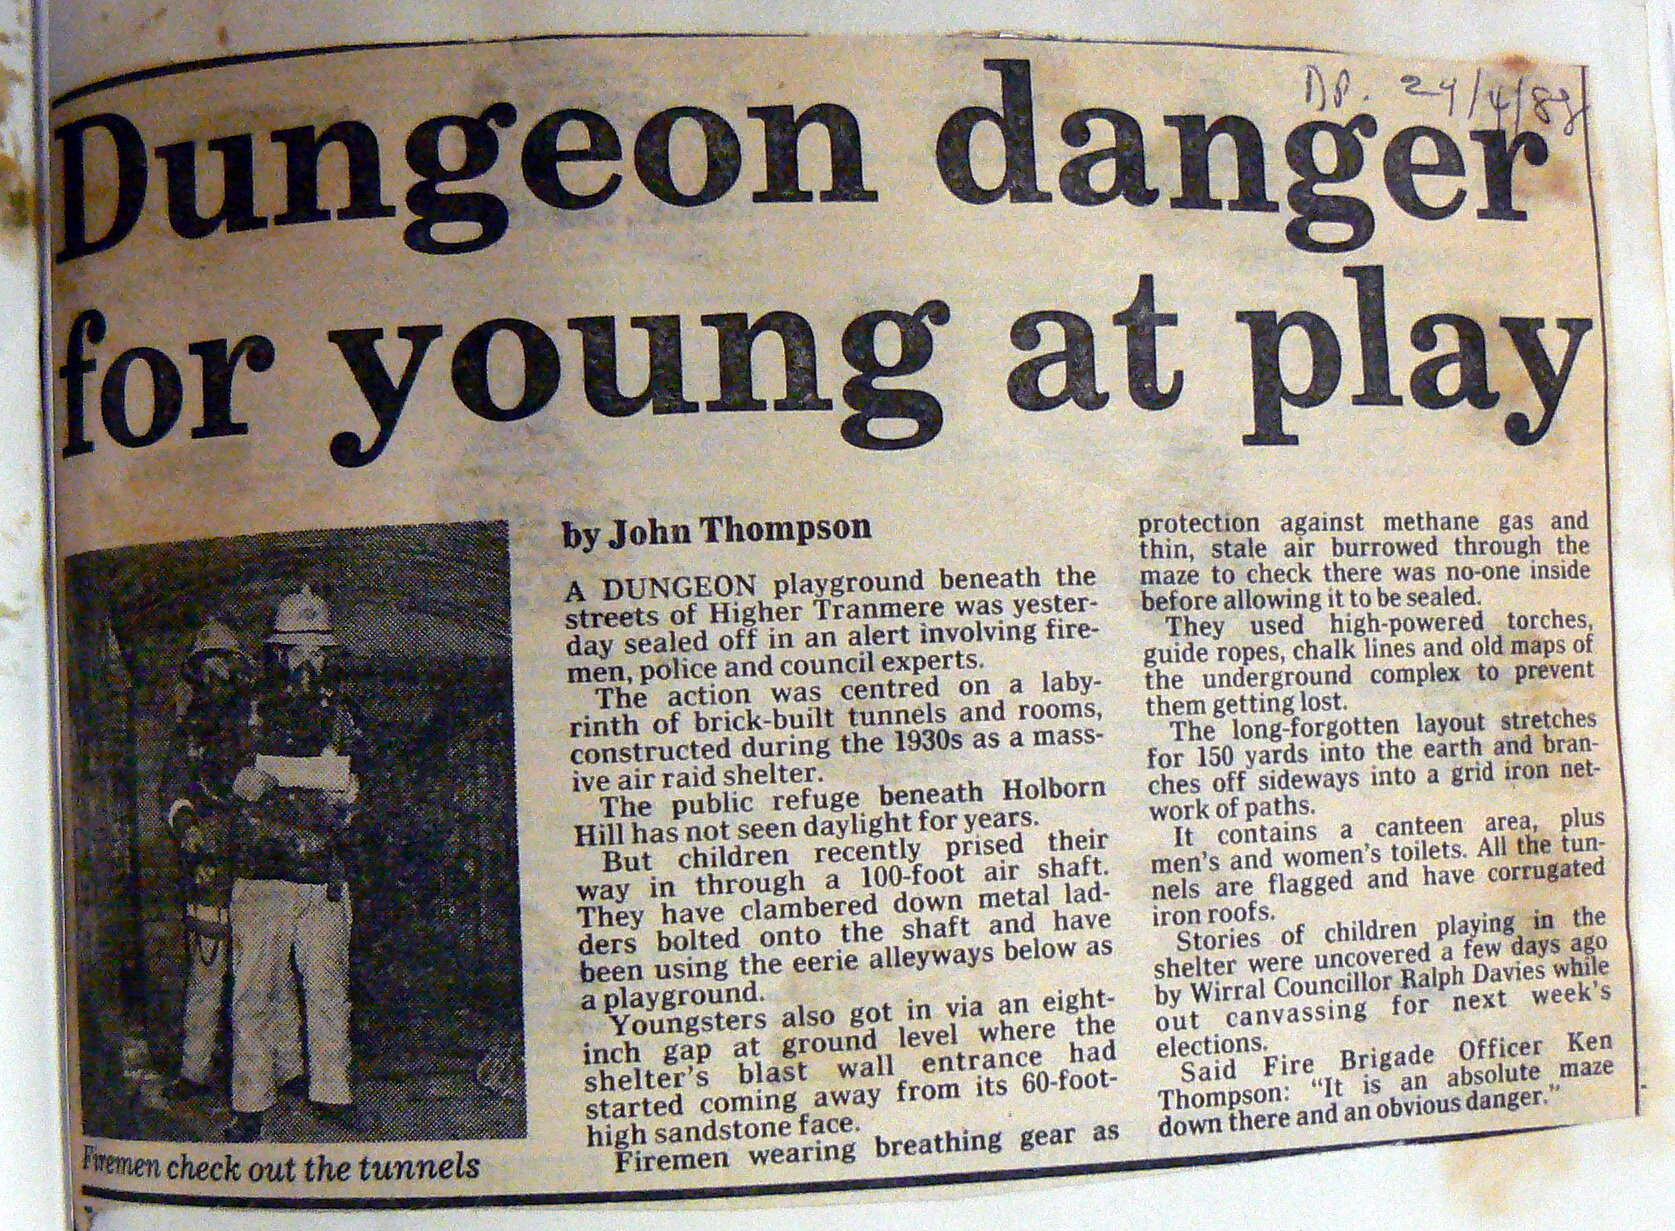 DP. 24/4/88
Dungeon danger
for young at play
by John Thompson
A DUNGEON playground beneath the
streets of Higher Tranmere was yester-
day sealed off in an alert involving fire-
men, police and council experts.
The action was centred on a laby-
rinth of brick-built tunnels and rooms,
constructed during the 1930s as a mass-
ive air raid shelter.
The public refuge beneath Holborn
Hill has not seen daylight for years.
But children recently prised their
way in through a 100-foot air shaft.
They have clambered down metal lad-
ders bolted onto the shaft and have
been using the eerie alleyways below as
a playground.
Youngsters also got in via an eight-
inch gap at ground level where the
shelter's blast wall entrance had
started coming away from its 60-foot-
high sandstone face.
Firemen wearing breathing gear as
protection against methane gas and
thin, stale air burrowed through the
maze to check there was no-one inside
before allowing it to be sealed.
They used high-powered torches,
guide ropes, chalk lines and old maps of
the underground complex to prevent
them getting lost.
The long-forgotten layout stretches
for 150 yards into the earth and bran-
ches off sideways into a grid iron net-
work of paths.
It contains a canteen area, plus
men's and women's toilets. All the tun-
nels are flagged and have corrugated
iron roofs.
Stories of children playing in the
shelter were uncovered a few days ago
by Wirral Councillor Ralph Davies while
out canvassing for next week's
elections.
Said Fire Brigade Officer Ken
Thompson: "It is an absolute maze
down there and an obvious danger."
Firemen check out the tunnels